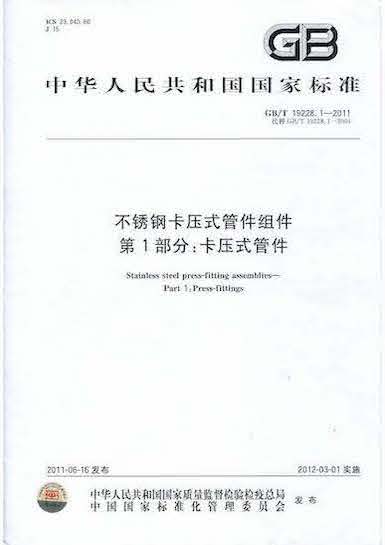 ICS 23.040.60
J 15
GB
中华人民共和国国家标准
GB/T 19228.1—2011
代替 GB/T 19228.1—2003
不锈钢卡压式管件组件
第1部分:卡压式管件
Stainless steel press-fitting assemblies—
Part 1:Press-fittings
2011-06-16 发布
2012-03-01 实施
中华人民共和国国家质量监督检验检疫总局
中国国家标准化管理委员会
发布